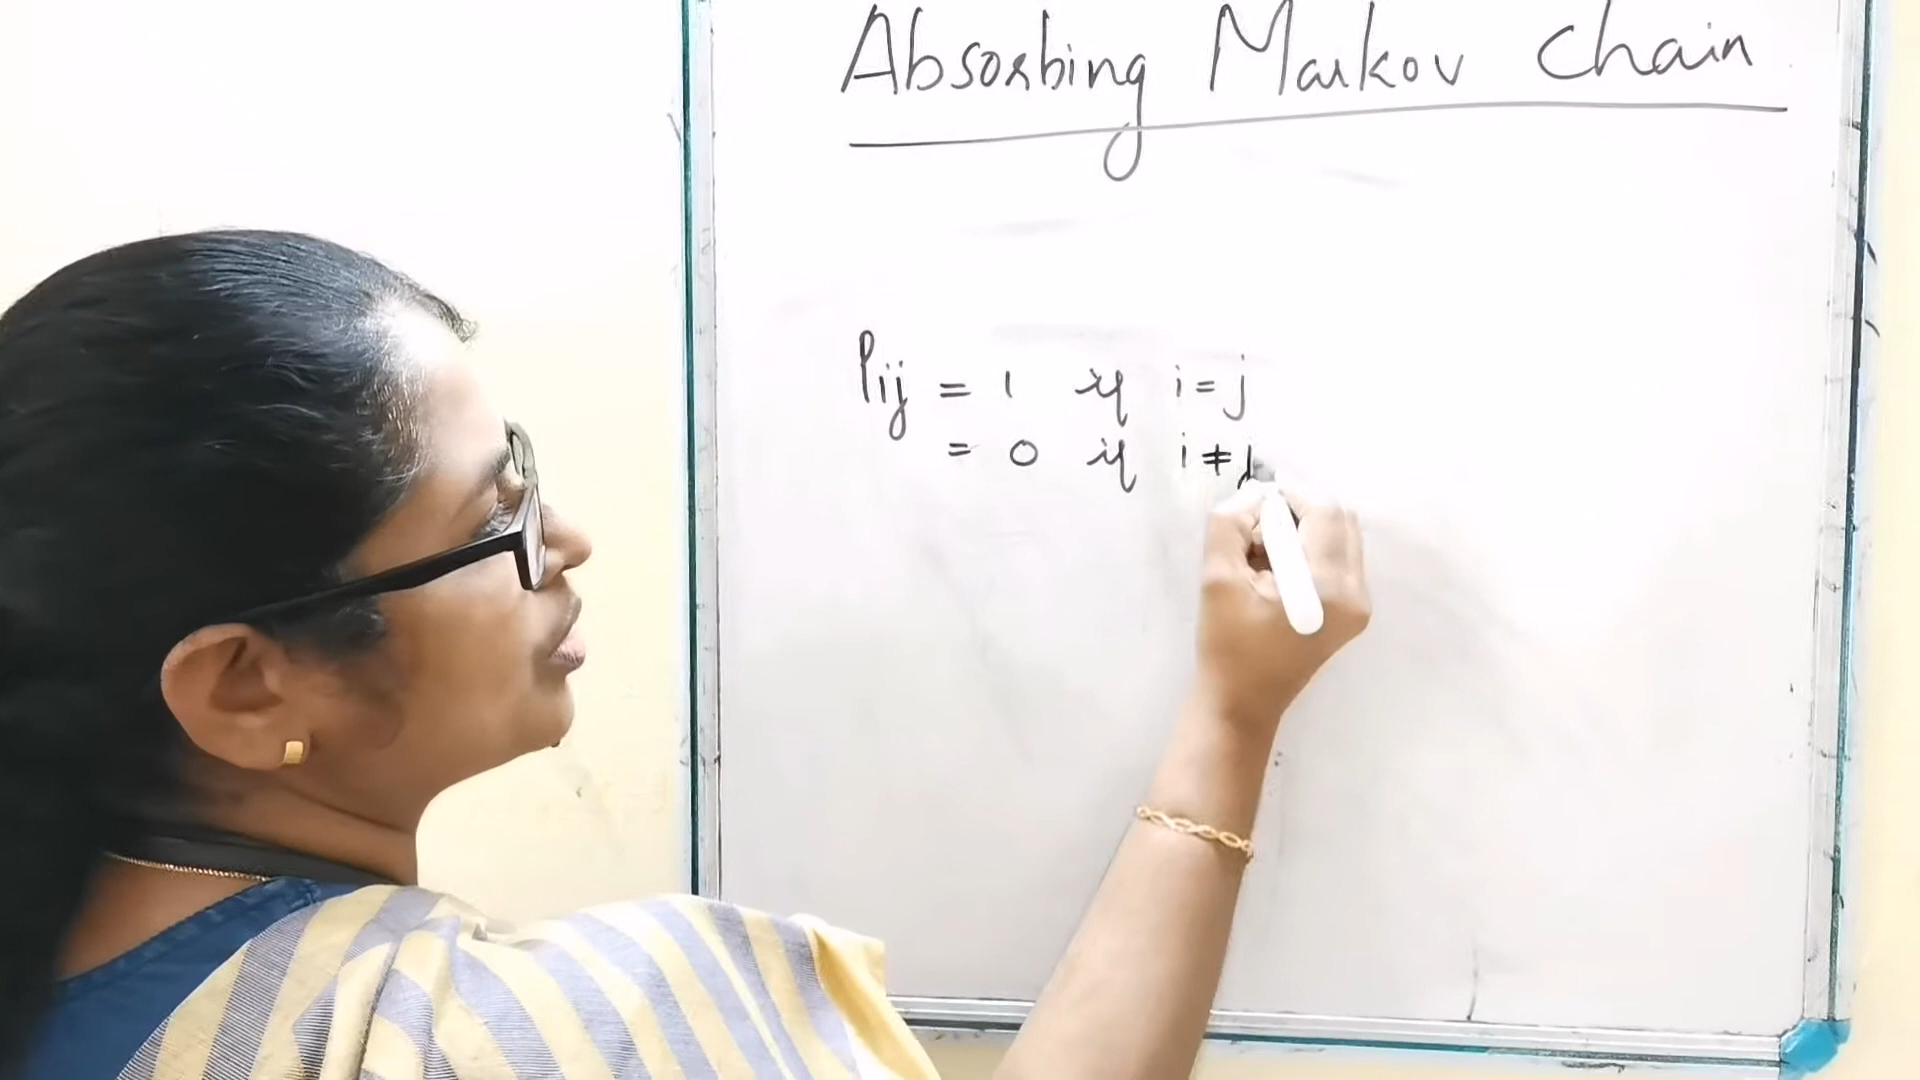 Absorbing Markov Chain
Pij = 1 if i = j
= 0 if i ≠ j